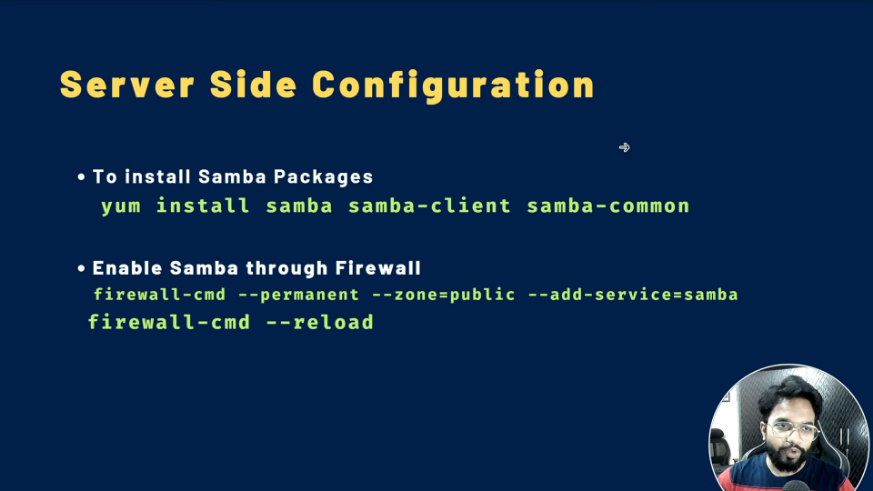 Server Side Configuration
• To install Samba Packages
yum install samba samba-client samba-common
• Enable Samba through Firewall
firewall-cmd --permanent --zone=public --add-service=samba
firewall-cmd --reload